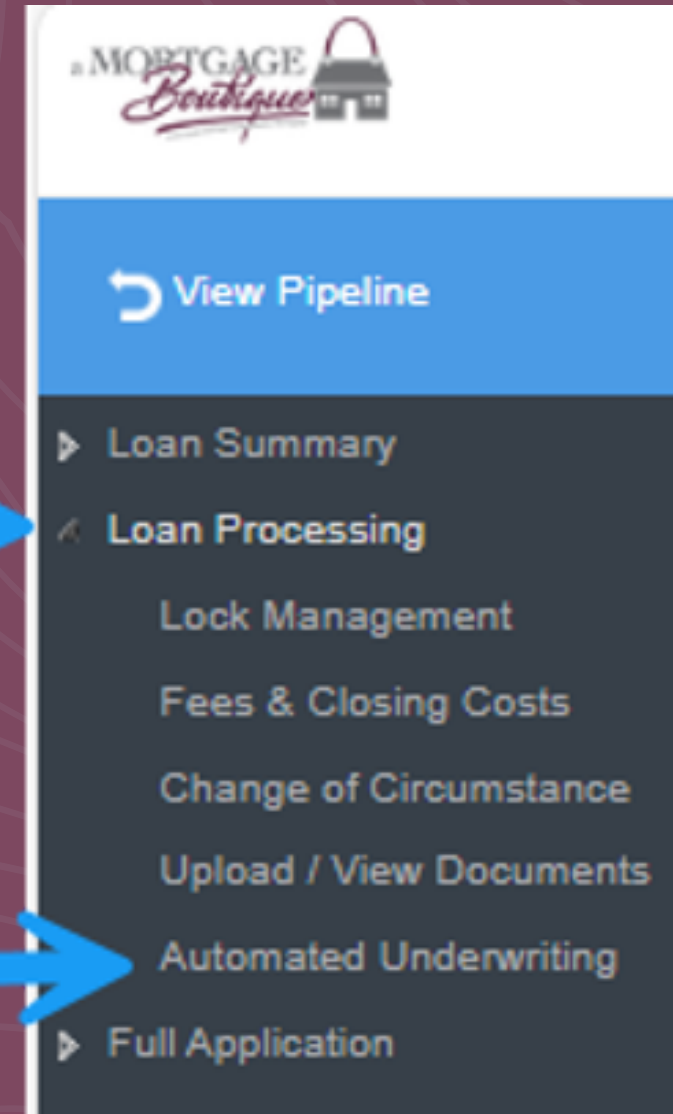 a MORTGAGE
Boutique
View Pipeline
Loan Summary
Loan Processing
Lock Management
Fees & Closing Costs
Change of Circumstance
Upload / View Documents
Automated Underwriting
Full Application